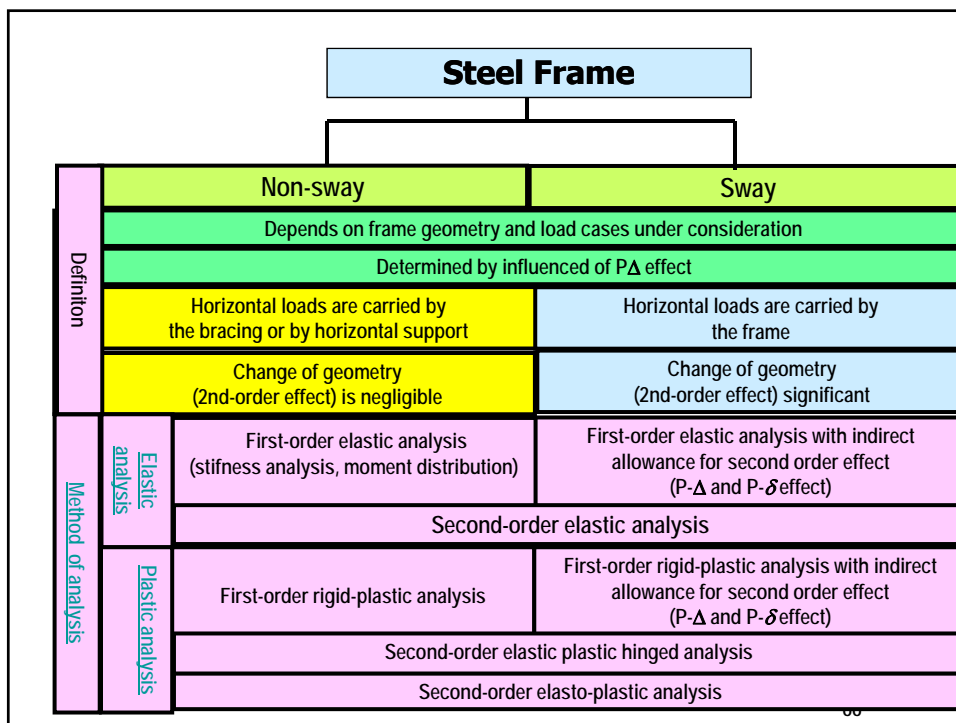 Steel Frame
Non-sway
Sway
Definiton
Depends on frame geometry and load cases under consideration
Determined by influenced of PΔ effect
Horizontal loads are carried by
the bracing or by horizontal support
Horizontal loads are carried by
the frame
Change of geometry
(2nd-order effect) is negligible
Change of geometry
(2nd-order effect) significant
Method of analysis
Elastic
analysis
First-order elastic analysis
(stifness analysis, moment distribution)
First-order elastic analysis with indirect
allowance for second order effect
(P-Δ and P-δ effect)
Second-order elastic analysis
Plastic analysis
First-order rigid-plastic analysis
First-order rigid-plastic analysis with indirect
allowance for second order effect
(P-Δ and P-δ effect)
Second-order elastic plastic hinged analysis
Second-order elasto-plastic analysis